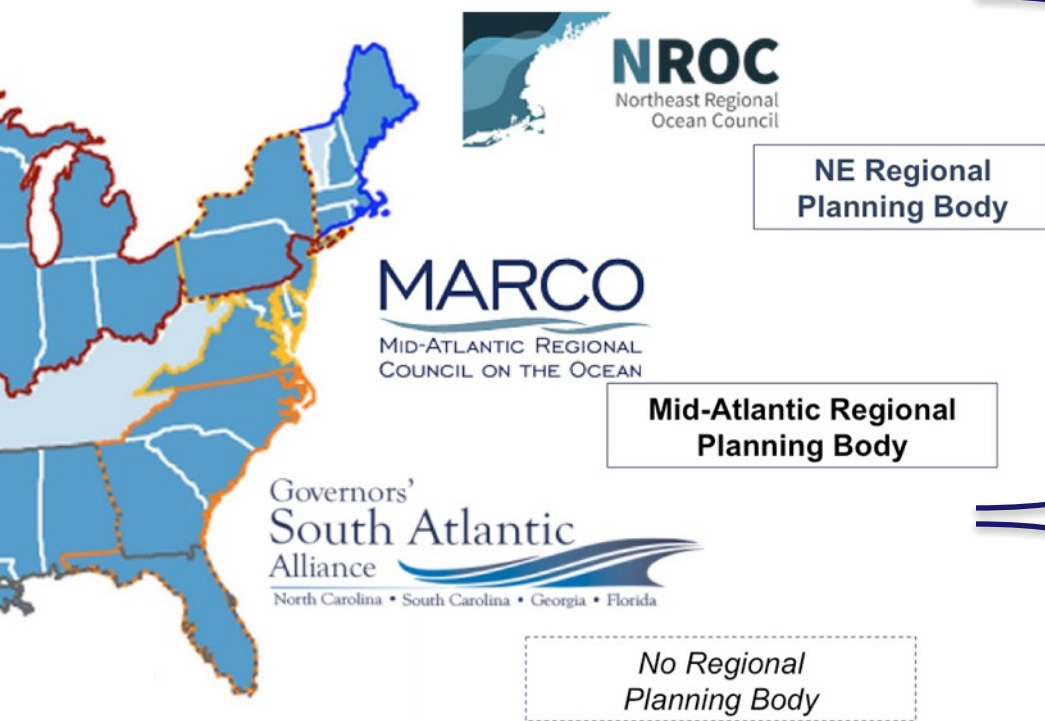 NROC
Northeast Regional
Ocean Council
NE Regional
Planning Body
MARCO
MID-ATLANTIC REGIONAL
COUNCIL ON THE OCEAN
Mid-Atlantic Regional
Planning Body
Governors'
South Atlantic
Alliance
North Carolina • South Carolina • Georgia • Florida
No Regional
Planning Body